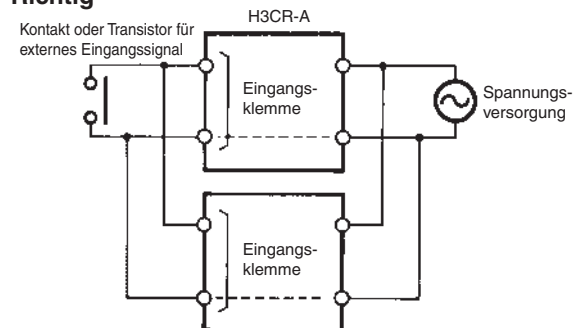 Richtig
H3CR-A
Kontakt oder Transistor für
externes Eingangssignal
Eingangs-
klemme
Spannungs-
versorgung
Eingangs-
klemme